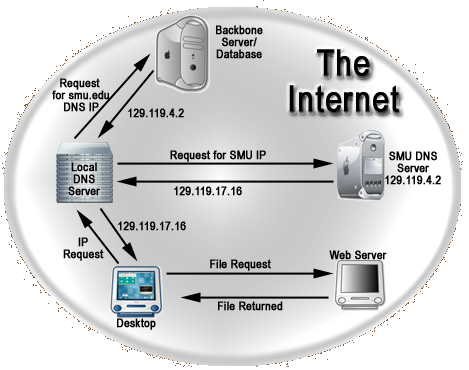 Backbone
Server/
Database
The
Internet
Request
for smu.edu
DNS IP
129.119.4.2
Request for SMU IP
SMU DNS
Server
129.119.4.2
Local
DNS
Server
129.119.17.16
129.119.17.16
IP
Request
File Request
Web Server
File Returned
Desktop